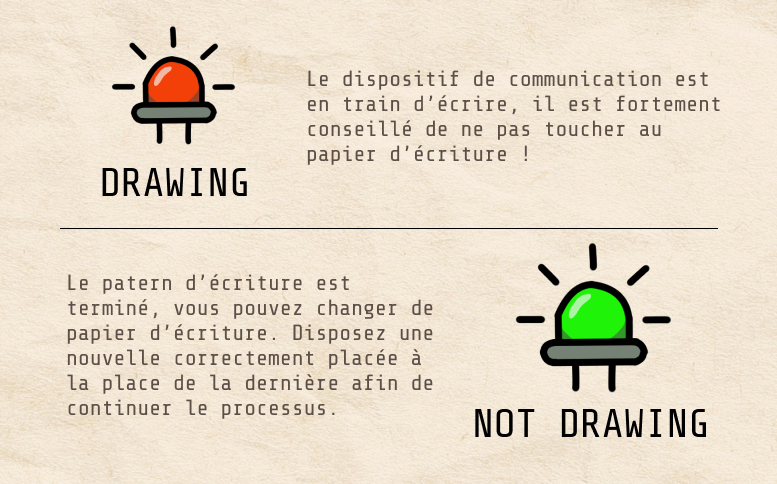 Le dispositif de communication est
en train d’écrire, il est fortement
conseillé de ne pas toucher au
papier d’écriture !
DRAWING
Le patern d’écriture est
terminé, vous pouvez changer de
papier d’écriture. Disposez une
nouvelle correctement placée à
la place de la dernière afin de
continuer le processus.
NOT DRAWING